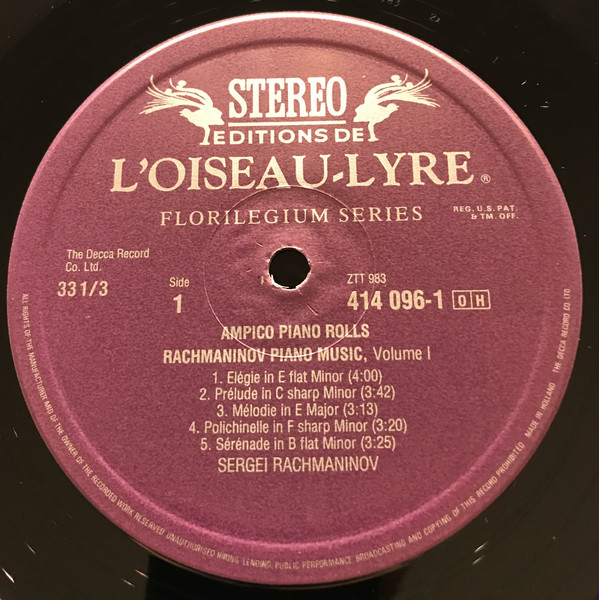 STEREO
EDITIONS DE
L'OISEAU-LYRE ®
FLORILEGIUM SERIES
REG. U.S. PAT.
& TM. OFF.
The Decca Record
Co. Ltd.
33 1/3
Side
1
ZTT 983
414 096-1 O H
AMPICO PIANO ROLLS
RACHMANINOV PIANO MUSIC, Volume I
1. Elégie in E flat Minor (4:00)
2. Prélude in C sharp Minor (3:42)
3. Mélodie in E Major (3:13)
4. Polichinelle in F sharp Minor (3:20)
5. Sérénade in B flat Minor (3:25)
SERGEI RACHMANINOV
ALL RIGHTS OF THE MANUFACTURER AND OF THE OWNER OF THE RECORDED WORK RESERVED. UNAUTHORISED HIRING, LENDING, PUBLIC PERFORMANCE, BROADCASTING AND COPYING OF THIS RECORD PROHIBITED. MADE IN HOLLAND THE DECCA RECORD CO LTD